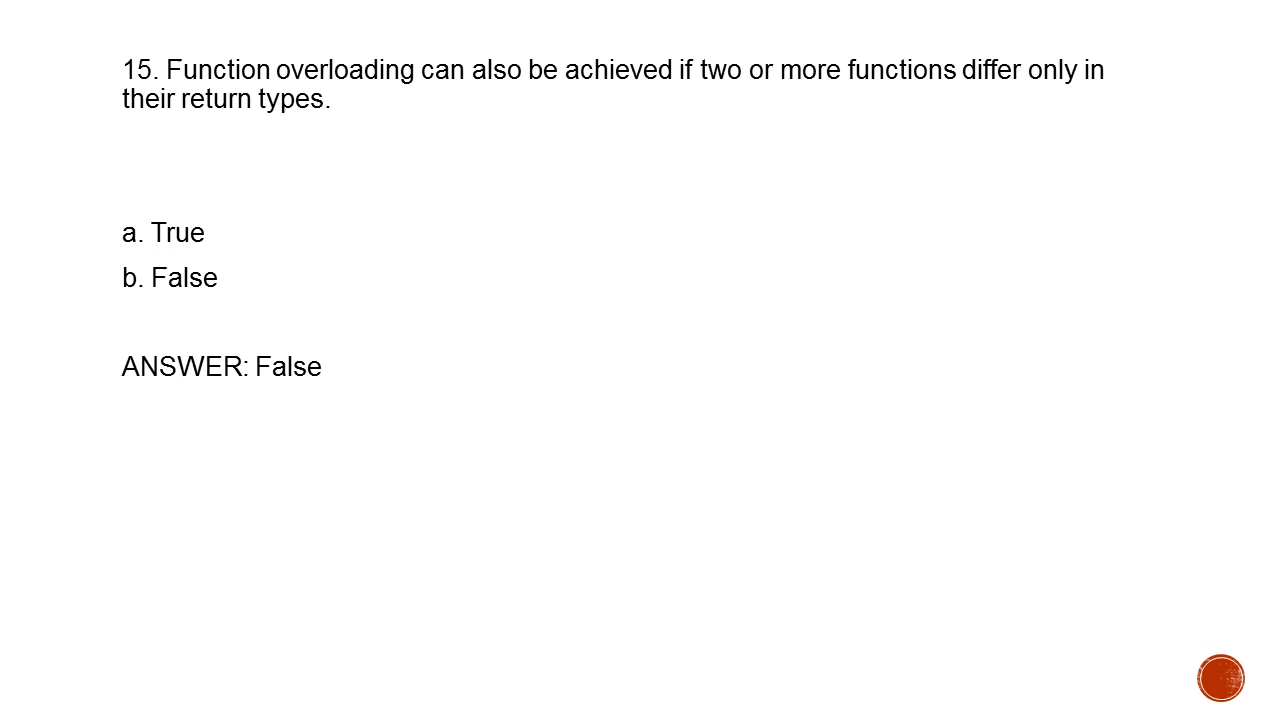 15. Function overloading can also be achieved if two or more functions differ only in
their return types.
a. True
b. False
ANSWER: False